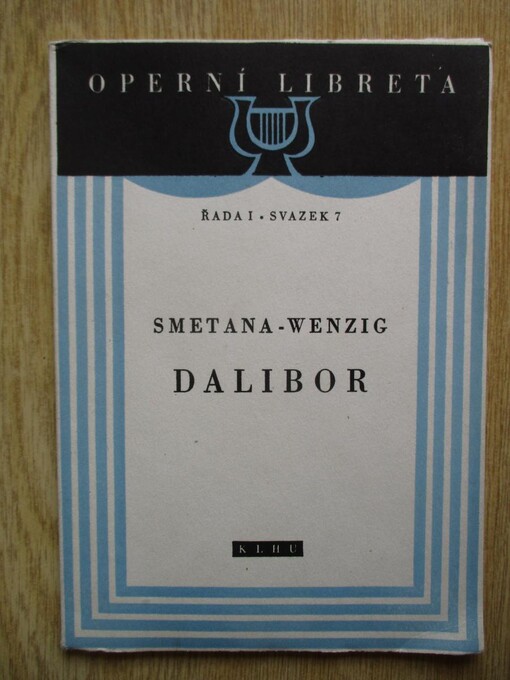 OPERNÍ LIBRETA
ŘADA I • SVAZEK 7
SMETANA-WENZIG
DALIBOR
KLHU